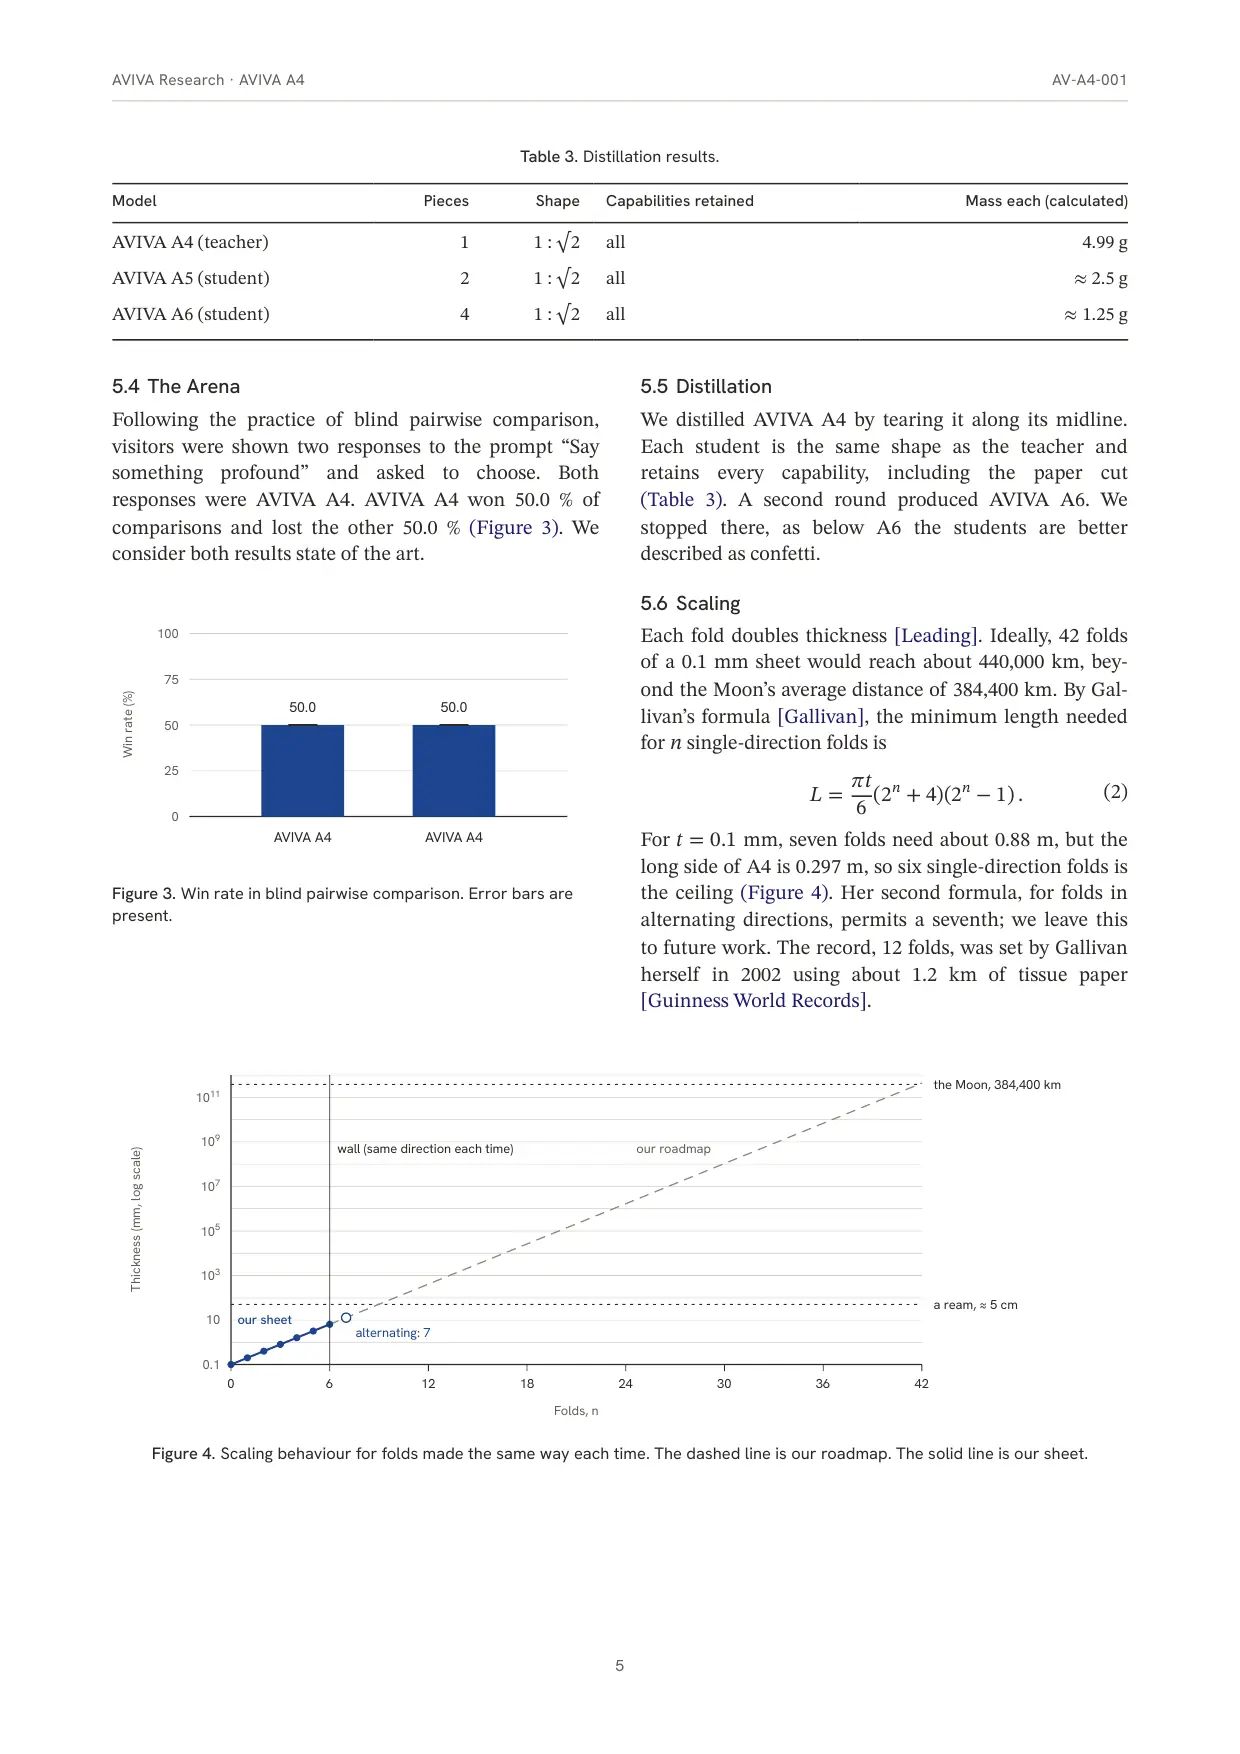 AVIVA Research · AVIVA A4
AV-A4-001
Table 3. Distillation results.
Model Pieces Shape Capabilities retained Mass each (calculated)
AVIVA A4 (teacher) 1 1 : √2 all 4.99 g
AVIVA A5 (student) 2 1 : √2 all ≈ 2.5 g
AVIVA A6 (student) 4 1 : √2 all ≈ 1.25 g
5.4 The Arena
Following the practice of blind pairwise comparison,
visitors were shown two responses to the prompt “Say
something profound” and asked to choose. Both
responses were AVIVA A4. AVIVA A4 won 50.0 % of
comparisons and lost the other 50.0 % (Figure 3). We
consider both results state of the art.
100
75
50
25
0
Win rate (%)
50.0
50.0
AVIVA A4
AVIVA A4
Figure 3. Win rate in blind pairwise comparison. Error bars are
present.
5.5 Distillation
We distilled AVIVA A4 by tearing it along its midline.
Each student is the same shape as the teacher and
retains every capability, including the paper cut
(Table 3). A second round produced AVIVA A6. We
stopped there, as below A6 the students are better
described as confetti.
5.6 Scaling
Each fold doubles thickness [Leading]. Ideally, 42 folds
of a 0.1 mm sheet would reach about 440,000 km, bey-
ond the Moon’s average distance of 384,400 km. By Gal-
livan’s formula [Gallivan], the minimum length needed
for n single-direction folds is
L = πt/6 (2ⁿ + 4)(2ⁿ − 1) . (2)
For t = 0.1 mm, seven folds need about 0.88 m, but the
long side of A4 is 0.297 m, so six single-direction folds is
the ceiling (Figure 4). Her second formula, for folds in
alternating directions, permits a seventh; we leave this
to future work. The record, 12 folds, was set by Gallivan
herself in 2002 using about 1.2 km of tissue paper
[Guinness World Records].
Thickness (mm, log scale)
10¹¹
10⁹
10⁷
10⁵
10³
10
0.1
the Moon, 384,400 km
wall (same direction each time)
our roadmap
a ream, ≈ 5 cm
our sheet
alternating: 7
0 6 12 18 24 30 36 42
Folds, n
Figure 4. Scaling behaviour for folds made the same way each time. The dashed line is our roadmap. The solid line is our sheet.
5